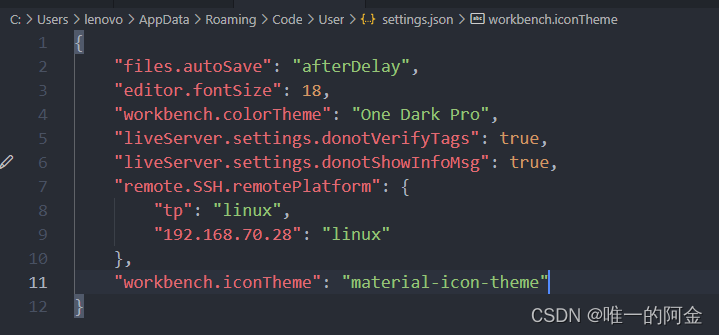 C: > Users > lenovo > AppData > Roaming > Code > User > {··} settings.json > abc workbench.iconTheme
1 {
2 "files.autoSave": "afterDelay",
3 "editor.fontSize": 18,
4 "workbench.colorTheme": "One Dark Pro",
5 "liveServer.settings.donotVerifyTags": true,
6 "liveServer.settings.donotShowInfoMsg": true,
7 "remote.SSH.remotePlatform": {
8 "tp": "linux",
9 "192.168.70.28": "linux"
10 },
11 "workbench.iconTheme": "material-icon-theme"
12 }
CSDN @唯一的阿金